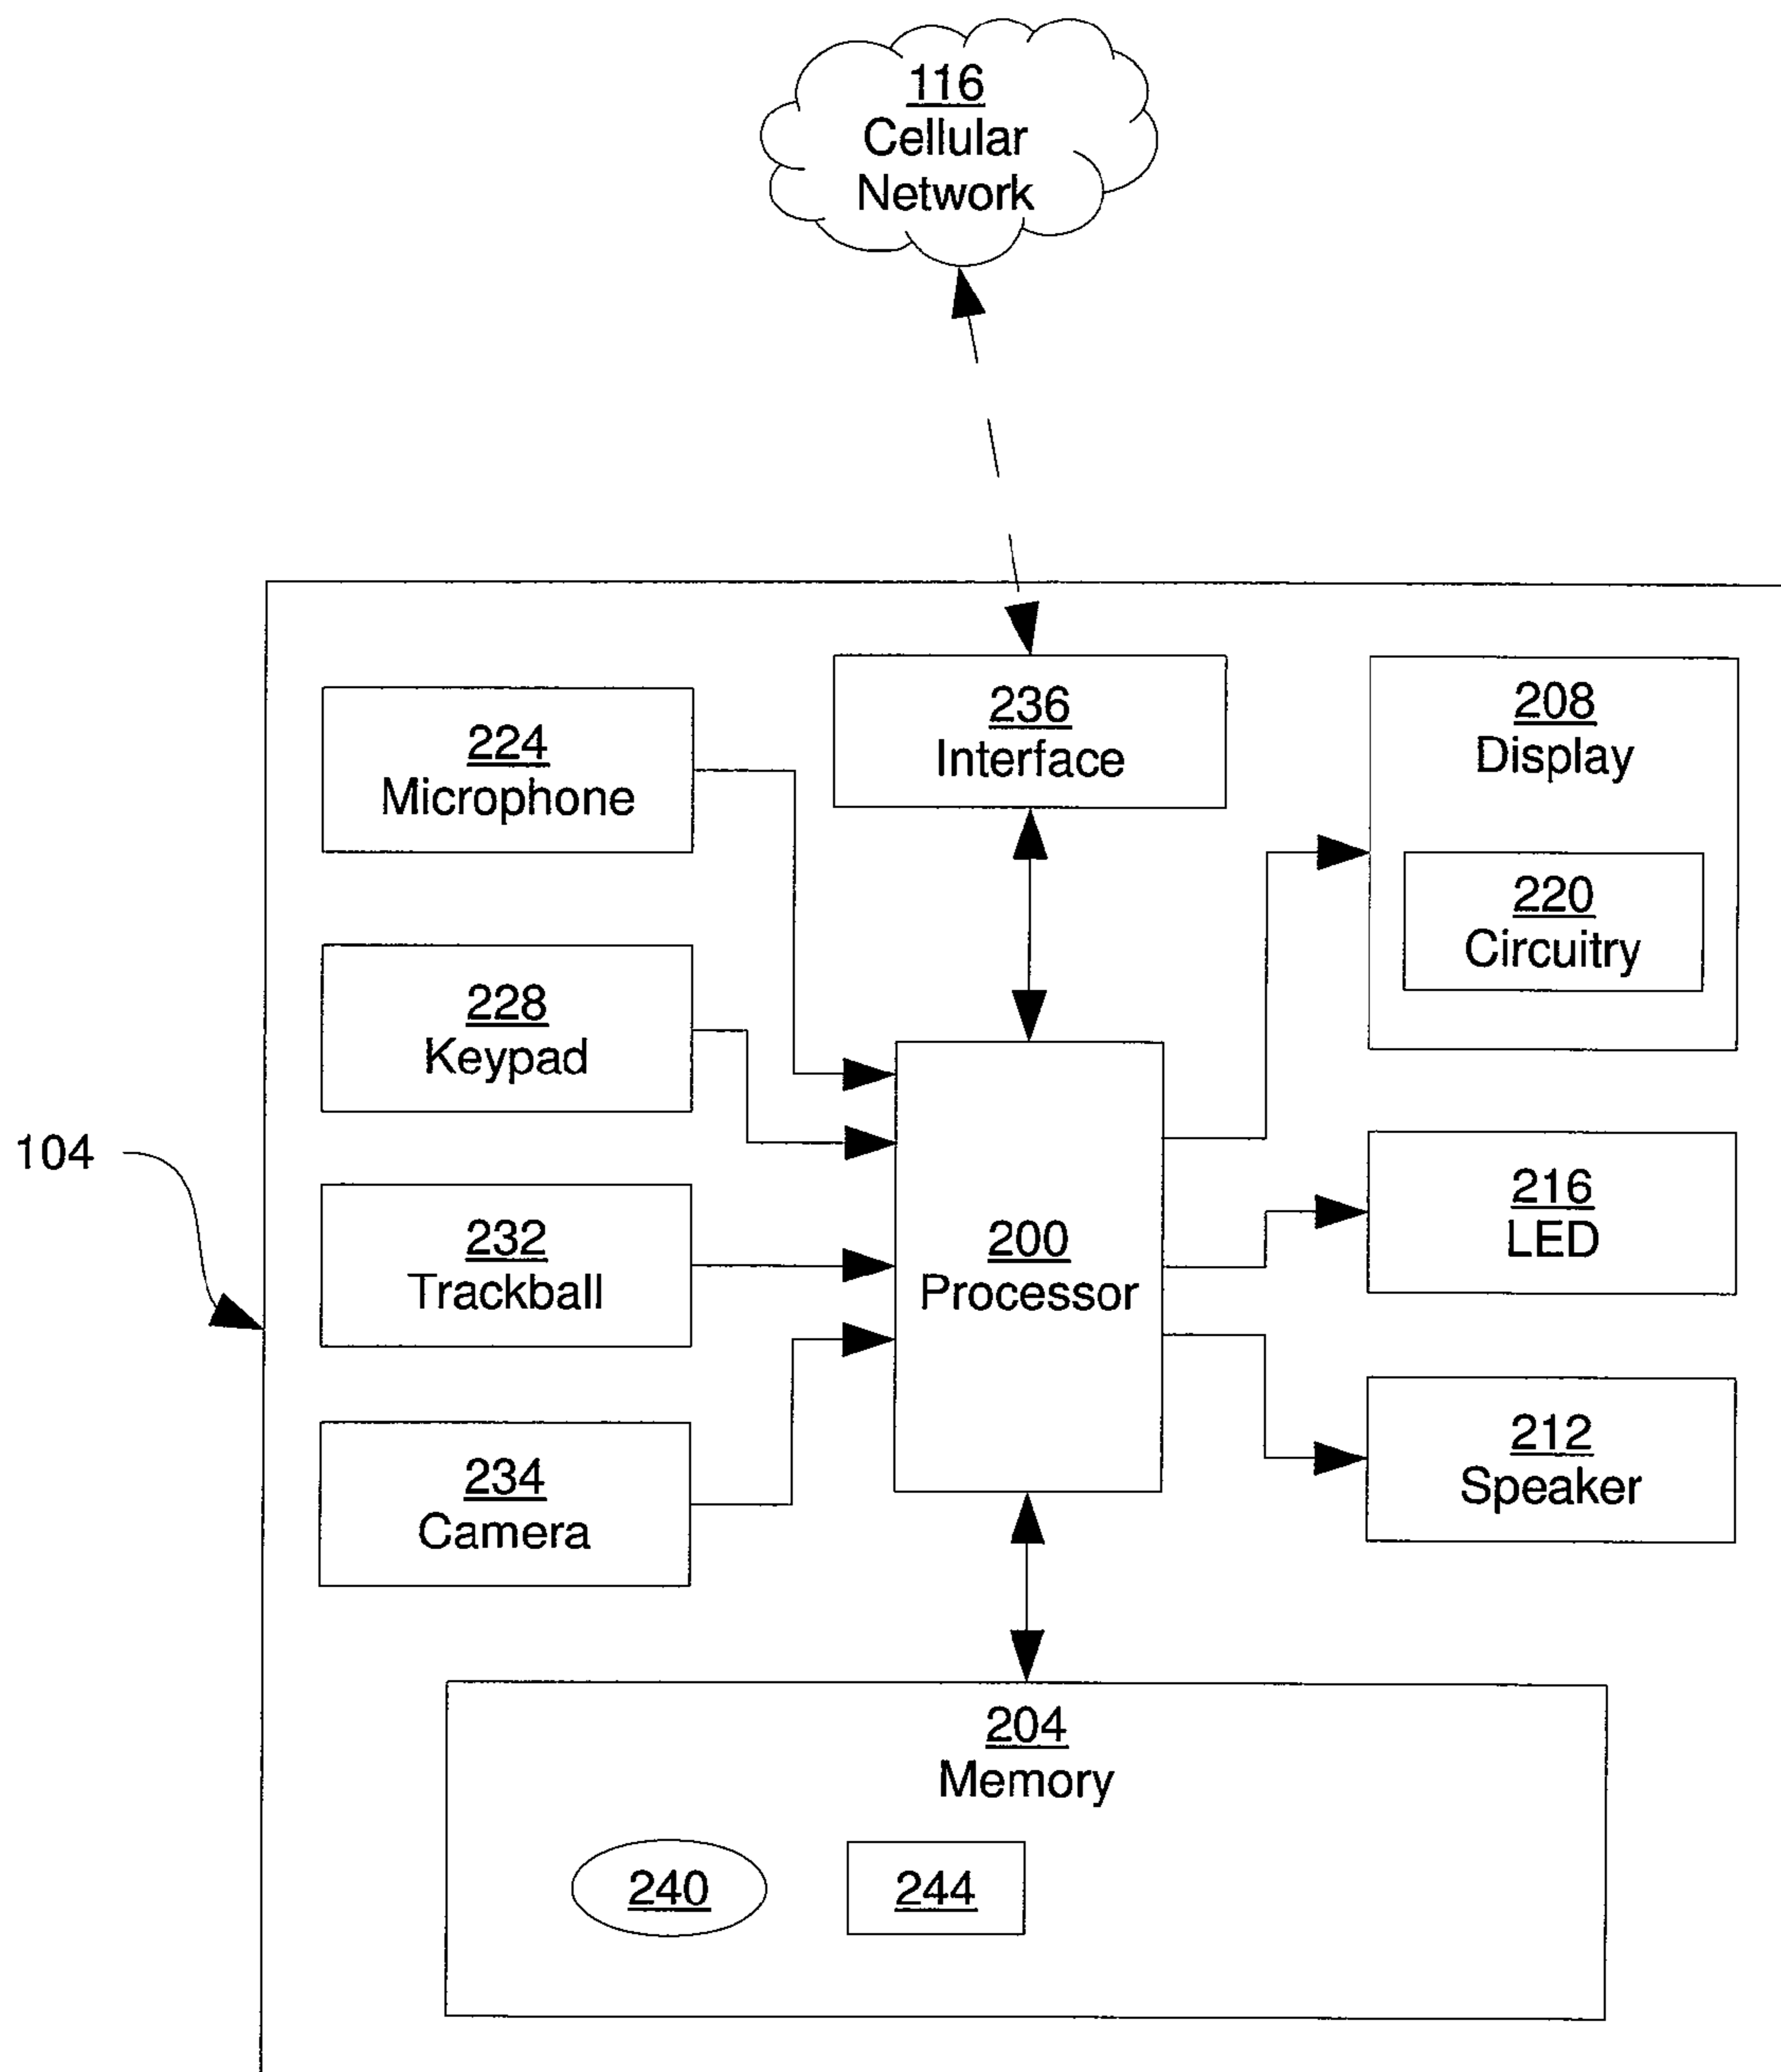 116
Cellular
Network
236
Interface
208
Display
224
Microphone
220
Circuitry
228
Keypad
104
216
LED
232
Trackball
200
Processor
212
Speaker
234
Camera
204
Memory
240
244